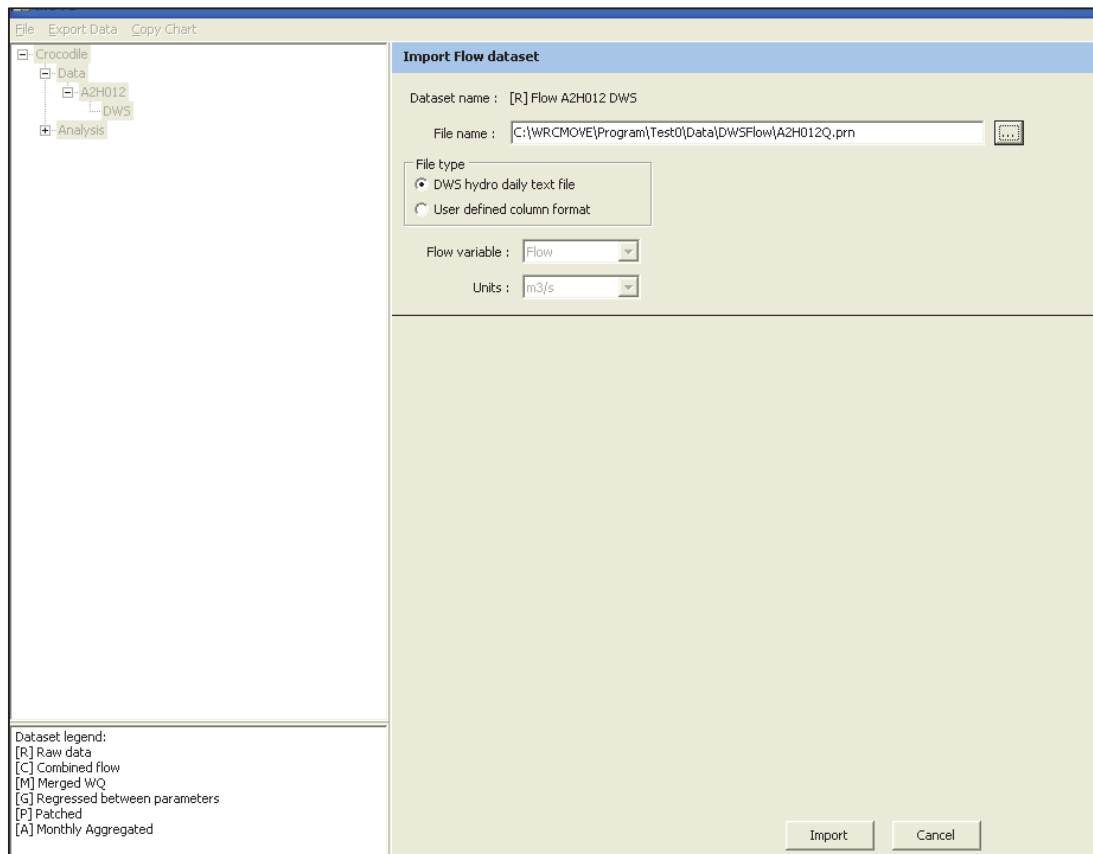 File Export Data Copy Chart
Crocodile
Data
A2H012
DWS
Analysis
Import Flow dataset
Dataset name : [R] Flow A2H012 DWS
File name : C:\WRCMOVE\Program\Test0\Data\DWSFlow\A2H012Q.prn ...
File type
DWS hydro daily text file
User defined column format
Flow variable : Flow
Units : m3/s
Dataset legend:
[R] Raw data
[C] Combined flow
[M] Merged WQ
[G] Regressed between parameters
[P] Patched
[A] Monthly Aggregated
Import Cancel